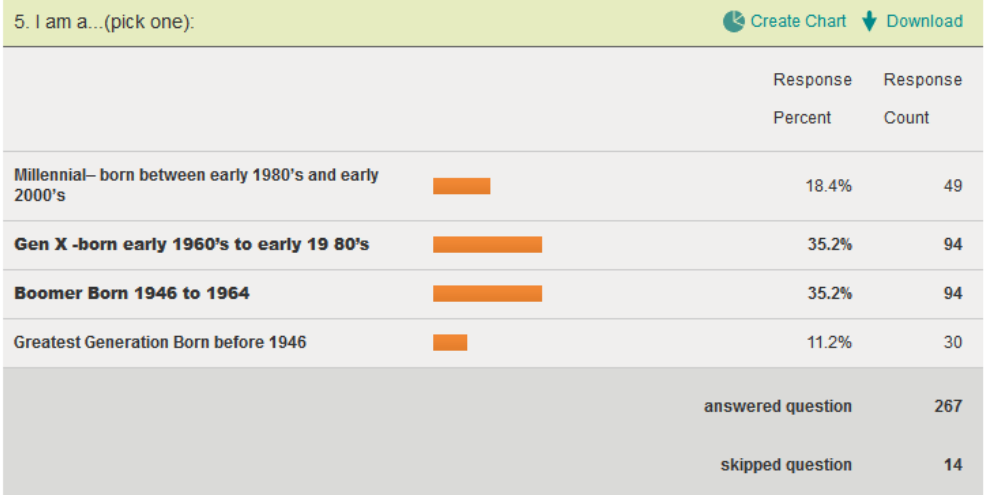 5. I am a...(pick one): Create Chart Download
Response Response
Percent Count
Millennial– born between early 1980's and early
2000's
18.4% 49
Gen X -born early 1960's to early 19 80's 35.2% 94
Boomer Born 1946 to 1964 35.2% 94
Greatest Generation Born before 1946 11.2% 30
answered question 267
skipped question 14